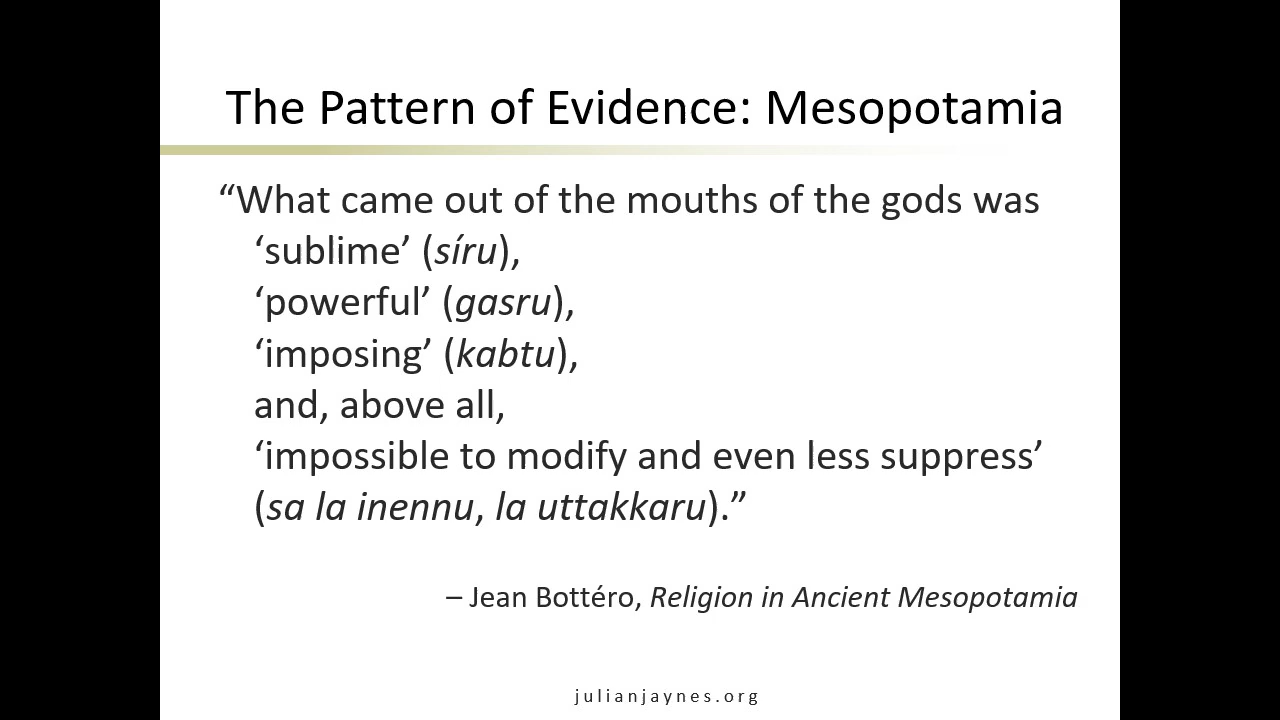 The Pattern of Evidence: Mesopotamia
“What came out of the mouths of the gods was
‘sublime’ (síru),
‘powerful’ (gasru),
‘imposing’ (kabtu),
and, above all,
‘impossible to modify and even less suppress’
(sa la inennu, la uttakkaru).”
– Jean Bottéro, Religion in Ancient Mesopotamia
julianjaynes.org